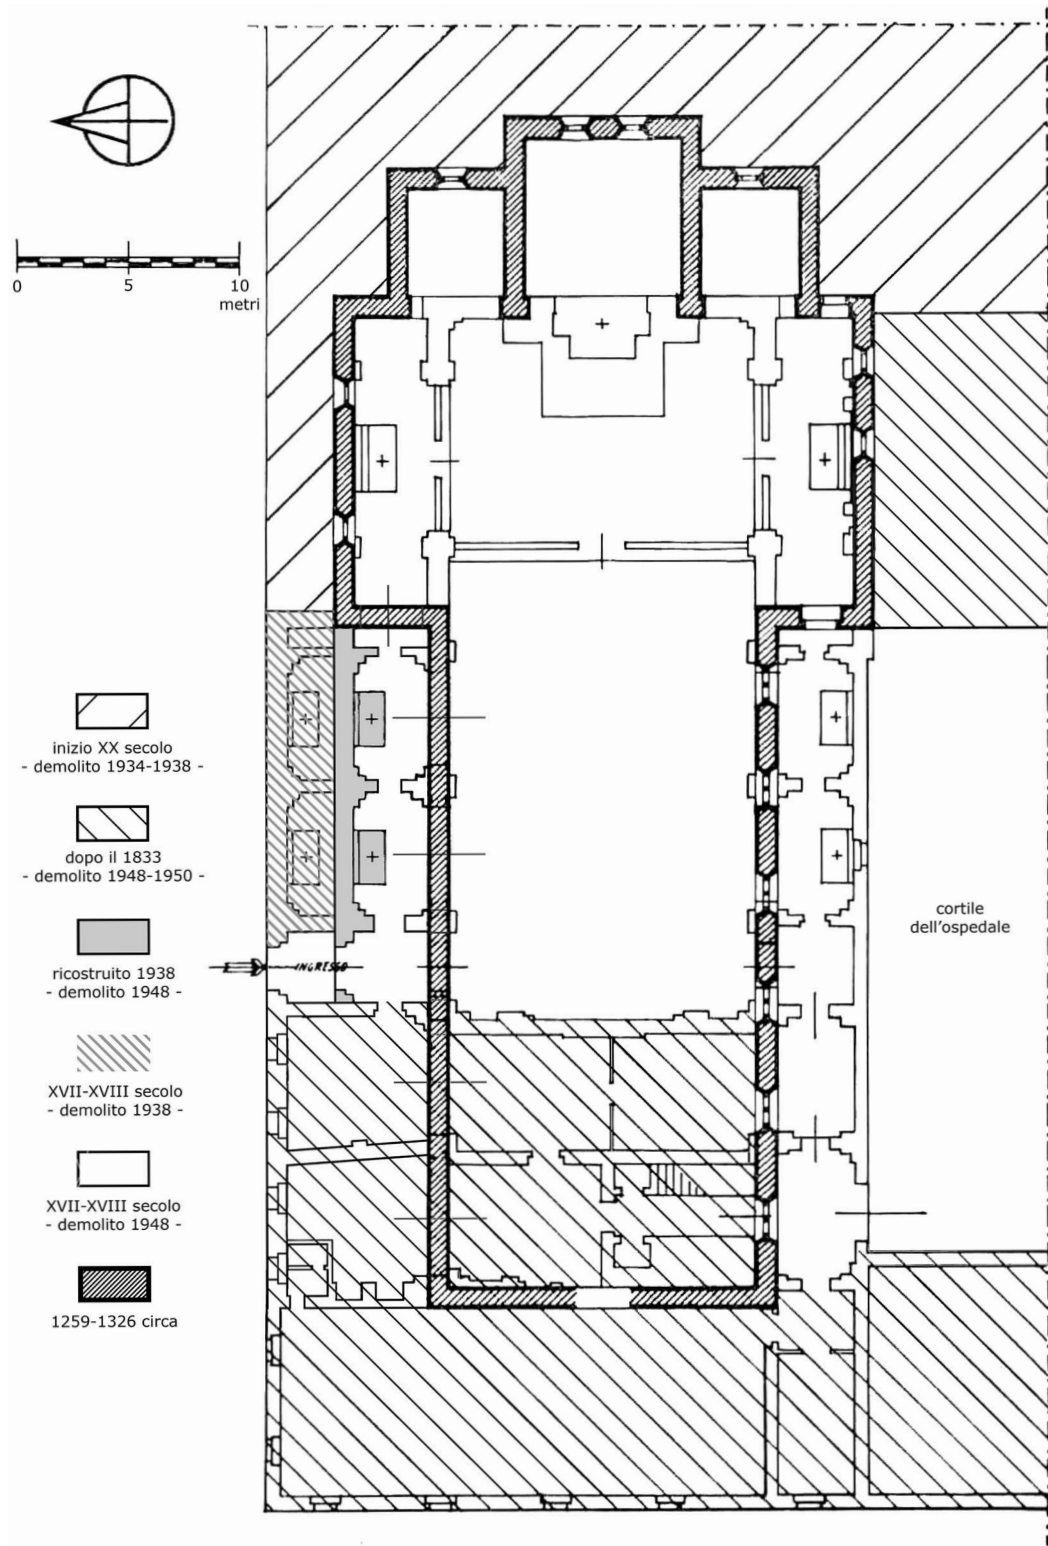 0 5 10
metri
inizio XX secolo
- demolito 1934-1938 -
dopo il 1833
- demolito 1948-1950 -
ricostruito 1938
- demolito 1948 -
XVII-XVIII secolo
- demolito 1938 -
XVII-XVIII secolo
- demolito 1948 -
1259-1326 circa
INGRESSO
cortile
dell'ospedale